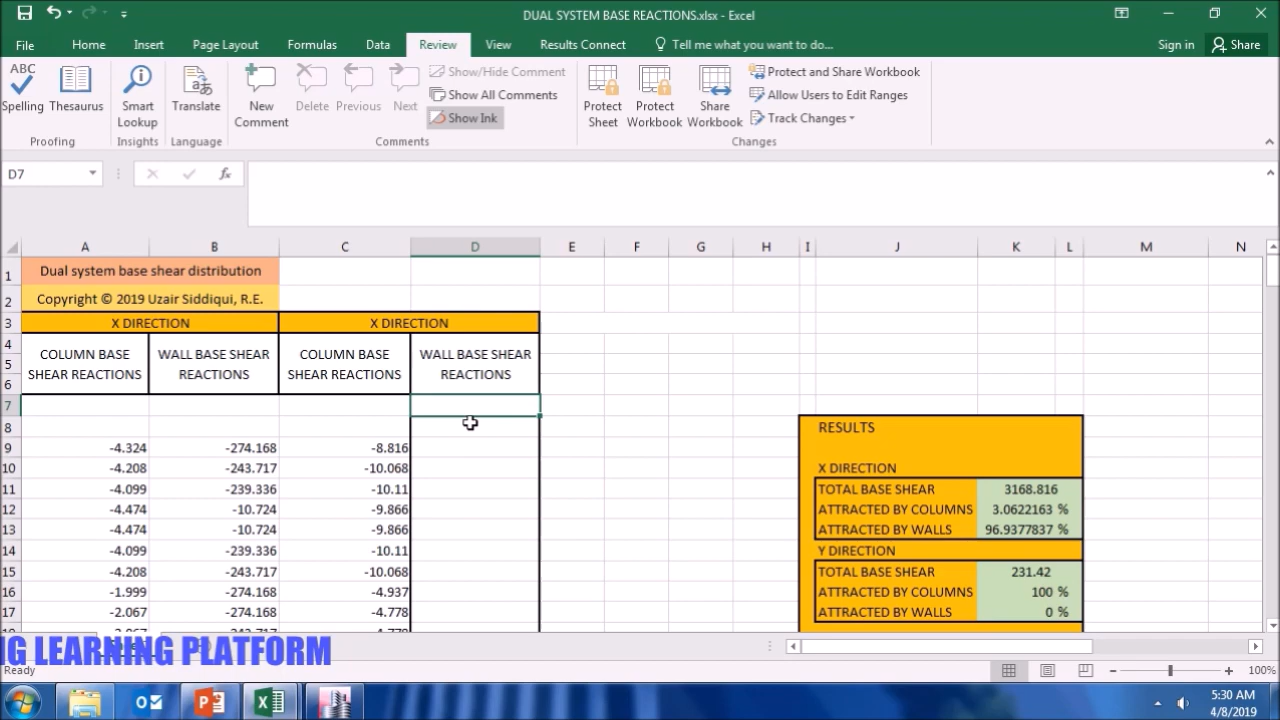 DUAL SYSTEM BASE REACTIONS.xlsx - Excel
File Home Insert Page Layout Formulas Data Review View Results Connect Tell me what you want to do... Sign in Share
ABC
Spelling Thesaurus Smart Lookup Translate New Comment Delete Previous Next
Show/Hide Comment
Show All Comments
Show Ink
Protect Sheet Protect Workbook Share Workbook
Protect and Share Workbook
Allow Users to Edit Ranges
Track Changes
Proofing Insights Language Comments Changes
D7 fx
A B C D E F G H I J K L M N
1 Dual system base shear distribution
2 Copyright © 2019 Uzair Siddiqui, R.E.
3 X DIRECTION X DIRECTION
4 COLUMN BASE WALL BASE SHEAR COLUMN BASE WALL BASE SHEAR
5
6 SHEAR REACTIONS REACTIONS SHEAR REACTIONS REACTIONS
7
8 RESULTS
9 -4.324 -274.168 -8.816
10 -4.208 -243.717 -10.068 X DIRECTION
11 -4.099 -239.336 -10.11 TOTAL BASE SHEAR 3168.816
12 -4.474 -10.724 -9.866 ATTRACTED BY COLUMNS 3.0622163 %
13 -4.474 -10.724 -9.866 ATTRACTED BY WALLS 96.9377837 %
14 -4.099 -239.336 -10.11 Y DIRECTION
15 -4.208 -243.717 -10.068 TOTAL BASE SHEAR 231.42
16 -1.999 -274.168 -4.937 ATTRACTED BY COLUMNS 100 %
17 -2.067 -274.168 -4.778 ATTRACTED BY WALLS 0 %
G LEARNING PLATFORM
Ready 100%
5:30 AM
4/8/2019